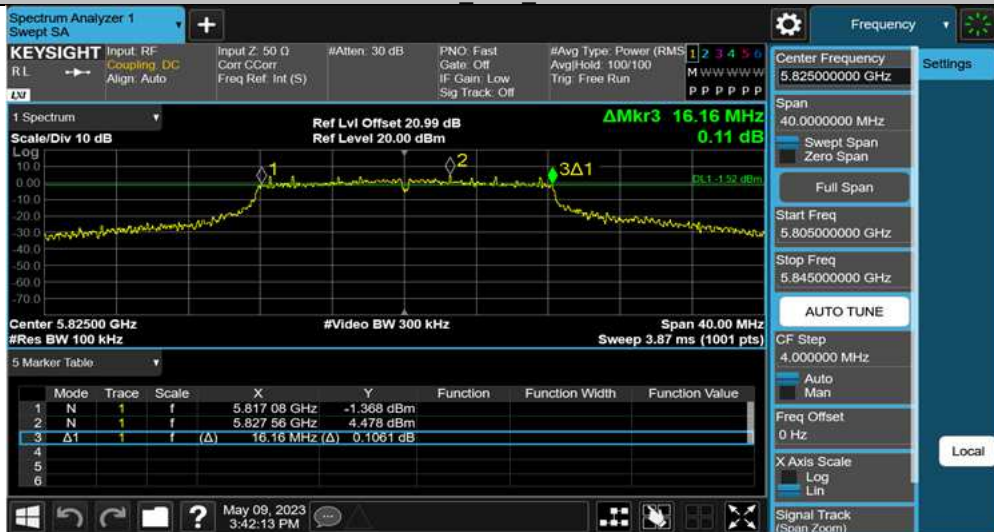 Spectrum Analyzer 1
Swept SA
Frequency
KEYSIGHT
RL
LXI
Input: RF
Coupling: DC
Align: Auto
Input Z: 50 Ω
Corr CCorr
Freq Ref: Int (S)
#Atten: 30 dB
PNO: Fast
Gate: Off
IF Gain: Low
Sig Track: Off
#Avg Type: Power (RMS
Avg|Hold: 100/100
Trig: Free Run
1 2 3 4 5 6
M W W W W W
P P P P P P
1 Spectrum
Scale/Div 10 dB
Ref Lvl Offset 20.99 dB
Ref Level 20.00 dBm
ΔMkr3 16.16 MHz
0.11 dB
Log
10.0
0.00
-10.0
-20.0
-30.0
-40.0
-50.0
-60.0
-70.0
1
2
3Δ1
DL1 -1.52 dBm
Center 5.82500 GHz
#Res BW 100 kHz
#Video BW 300 kHz
Span 40.00 MHz
Sweep 3.87 ms (1001 pts)
5 Marker Table
Mode Trace Scale X Y Function Function Width Function Value
1 N 1 f 5.817 08 GHz -1.368 dBm
2 N 1 f 5.827 56 GHz 4.478 dBm
3 Δ1 1 f (Δ) 16.16 MHz (Δ) 0.1061 dB
4
5
6
May 09, 2023
3:42:13 PM
?
Center Frequency
5.825000000 GHz
Span
40.0000000 MHz
Swept Span
Zero Span
Full Span
Start Freq
5.805000000 GHz
Stop Freq
5.845000000 GHz
AUTO TUNE
CF Step
4.000000 MHz
Auto
Man
Freq Offset
0 Hz
X Axis Scale
Log
Lin
Signal Track
(Span Zoom)
Settings
Local